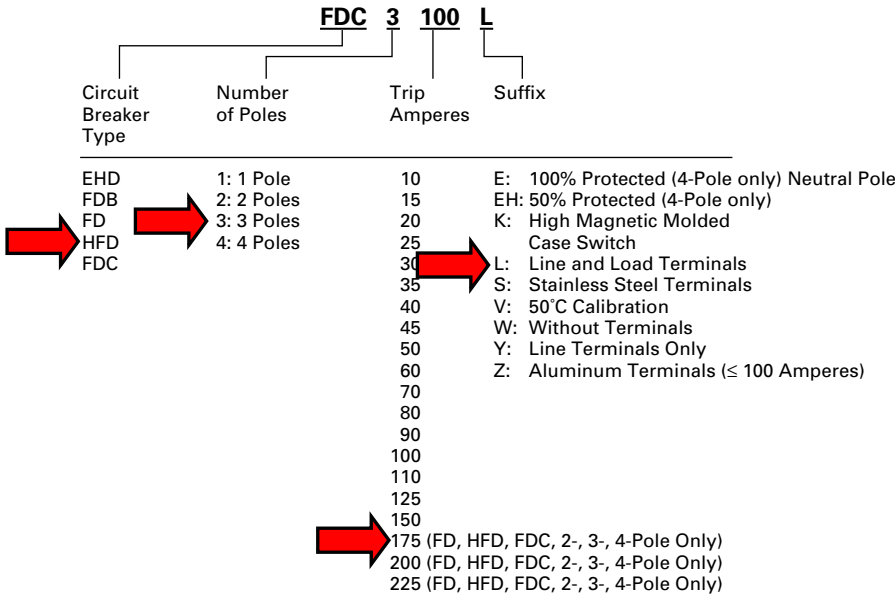 FDC 3 100 L
Circuit Breaker Type
Number of Poles
Trip Amperes
Suffix
EHD
FDB
FD
HFD
FDC
1: 1 Pole
2: 2 Poles
3: 3 Poles
4: 4 Poles
10
15
20
25
30
35
40
45
50
60
70
80
90
100
110
125
150
175 (FD, HFD, FDC, 2-, 3-, 4-Pole Only)
200 (FD, HFD, FDC, 2-, 3-, 4-Pole Only)
225 (FD, HFD, FDC, 2-, 3-, 4-Pole Only)
E: 100% Protected (4-Pole only) Neutral Pole
EH: 50% Protected (4-Pole only)
K: High Magnetic Molded
Case Switch
L: Line and Load Terminals
S: Stainless Steel Terminals
V: 50°C Calibration
W: Without Terminals
Y: Line Terminals Only
Z: Aluminum Terminals (≤ 100 Amperes)